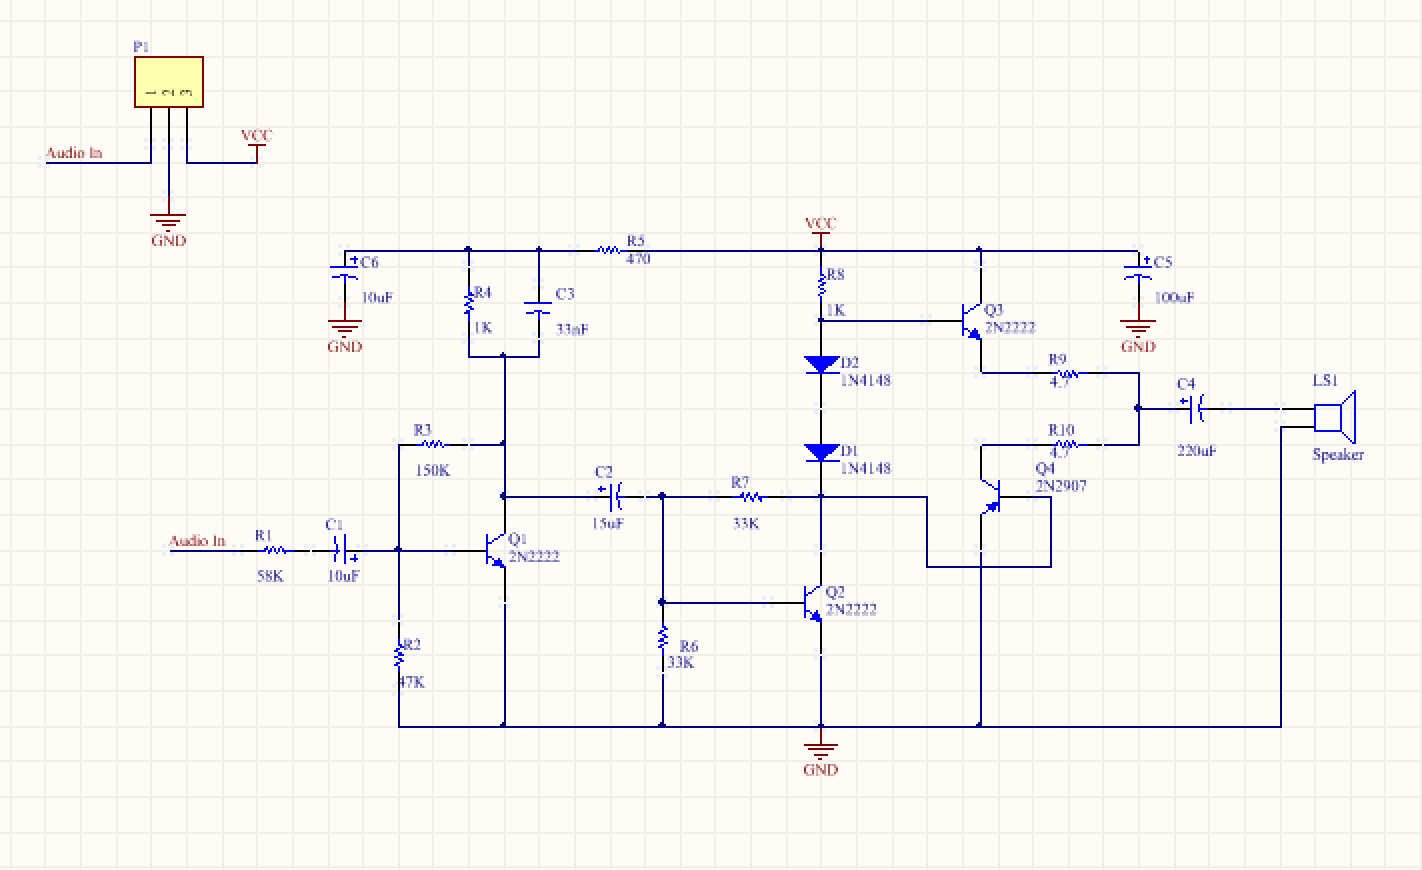 P1
1 2 3
Audio In
VCC
GND
VCC
R5
470
C6
10uF
GND
R4
1K
C3
33nF
R8
1K
Q3
2N2222
C5
100uF
GND
D2
1N4148
R9
4.7
C4
220uF
LS1
Speaker
R3
150K
D1
1N4148
R10
4.7
Q4
2N2907
C2
15uF
R7
33K
Audio In
R1
58K
C1
10uF
Q1
2N2222
Q2
2N2222
R2
47K
R6
33K
GND